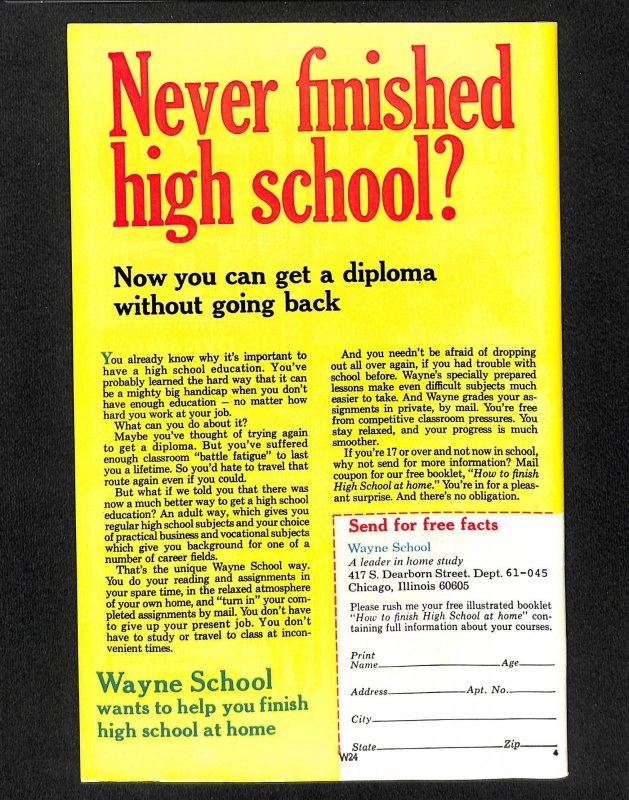 Never finished
high school?
Now you can get a diploma
without going back
You already know why it's important to
have a high school education. You've
probably learned the hard way that it can
be a mighty big handicap when you don't
have enough education — no matter how
hard you work at your job.
What can you do about it?
Maybe you've thought of trying again
to get a diploma. But you've suffered
enough classroom "battle fatigue" to last
you a lifetime. So you'd hate to travel that
route again even if you could.
But what if we told you that there was
now a much better way to get a high school
education? An adult way, which gives you
regular high school subjects and your choice
of practical business and vocational subjects
which give you background for one of a
number of career fields.
That's the unique Wayne School way.
You do your reading and assignments in
your spare time, in the relaxed atmosphere
of your own home, and "turn in" your com-
pleted assignments by mail. You don't have
to give up your present job. You don't
have to study or travel to class at incon-
venient times.
Wayne School
wants to help you finish
high school at home
And you needn't be afraid of dropping
out all over again, if you had trouble with
school before. Wayne's specially prepared
lessons make even difficult subjects much
easier to take. And Wayne grades your as-
signments in private, by mail. You're free
from competitive classroom pressures. You
stay relaxed, and your progress is much
smoother.
If you're 17 or over and not now in school,
why not send for more information? Mail
coupon for our free booklet, "How to finish
High School at home." You're in for a pleas-
ant surprise. And there's no obligation.
Send for free facts
Wayne School
A leader in home study
417 S. Dearborn Street. Dept. 61-045
Chicago, Illinois 60605
Please rush me your free illustrated booklet
"How to finish High School at home" con-
taining full information about your courses.
Print
Name Age
Address Apt. No.
City
State Zip
W24 4